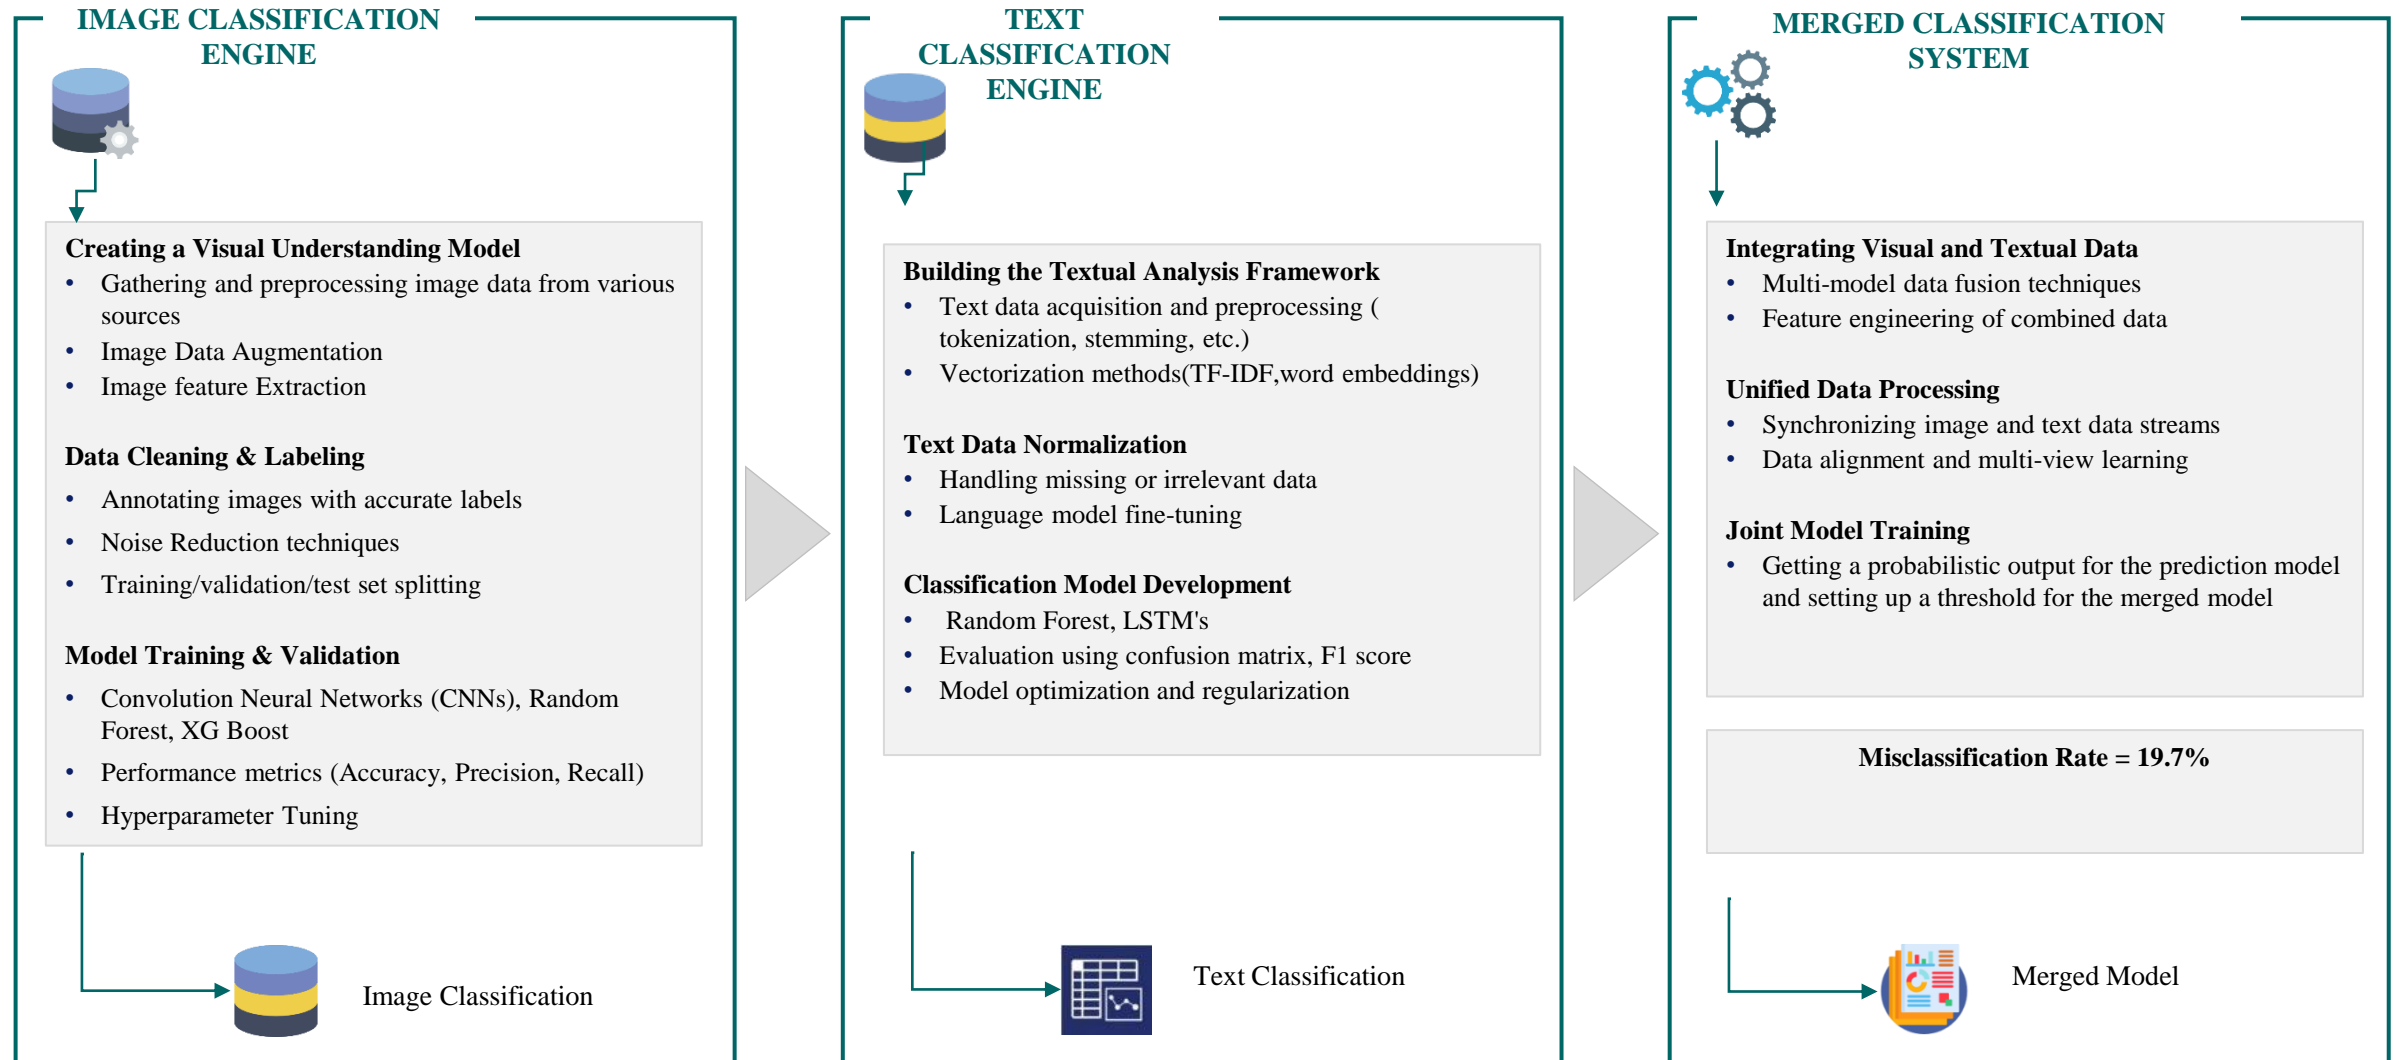 IMAGE CLASSIFICATION
ENGINE
Creating a Visual Understanding Model
• Gathering and preprocessing image data from various
sources
• Image Data Augmentation
• Image feature Extraction
Data Cleaning & Labeling
• Annotating images with accurate labels
• Noise Reduction techniques
• Training/validation/test set splitting
Model Training & Validation
• Convolution Neural Networks (CNNs), Random
Forest, XG Boost
• Performance metrics (Accuracy, Precision, Recall)
• Hyperparameter Tuning
Image Classification
TEXT
CLASSIFICATION
ENGINE
Building the Textual Analysis Framework
• Text data acquisition and preprocessing (
tokenization, stemming, etc.)
• Vectorization methods(TF-IDF,word embeddings)
Text Data Normalization
• Handling missing or irrelevant data
• Language model fine-tuning
Classification Model Development
• Random Forest, LSTM's
• Evaluation using confusion matrix, F1 score
• Model optimization and regularization
Text Classification
MERGED CLASSIFICATION
SYSTEM
Integrating Visual and Textual Data
• Multi-model data fusion techniques
• Feature engineering of combined data
Unified Data Processing
• Synchronizing image and text data streams
• Data alignment and multi-view learning
Joint Model Training
• Getting a probabilistic output for the prediction model
and setting up a threshold for the merged model
Misclassification Rate = 19.7%
Merged Model